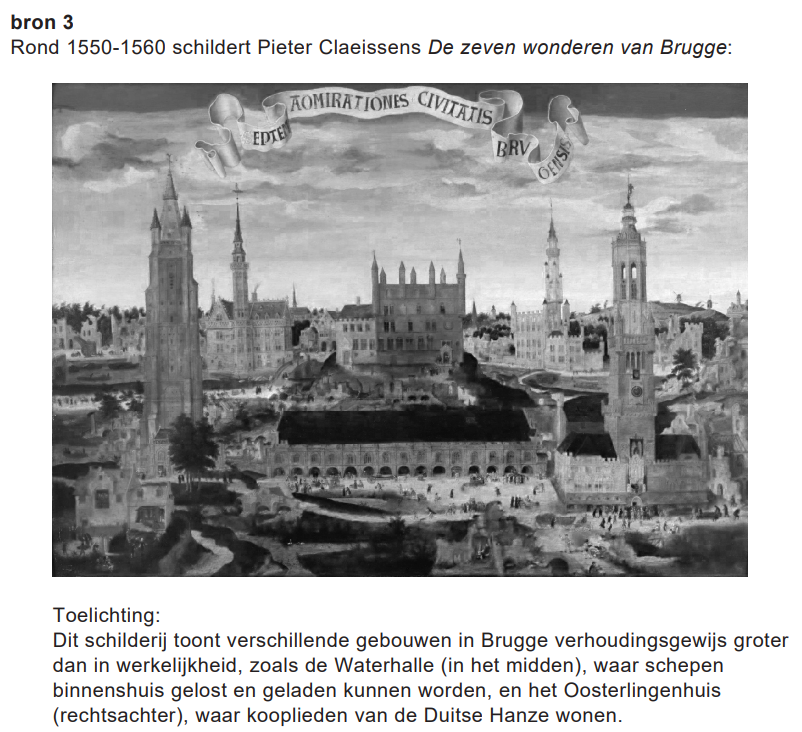 bron 3
Rond 1550-1560 schildert Pieter Claeissens De zeven wonderen van Brugge:
EPTEM AOMIRATIONES CIVITATIS BRV GENSIS
Toelichting:
Dit schilderij toont verschillende gebouwen in Brugge verhoudingsgewijs groter
dan in werkelijkheid, zoals de Waterhalle (in het midden), waar schepen
binnenshuis gelost en geladen kunnen worden, en het Oosterlingenhuis
(rechtsachter), waar kooplieden van de Duitse Hanze wonen.